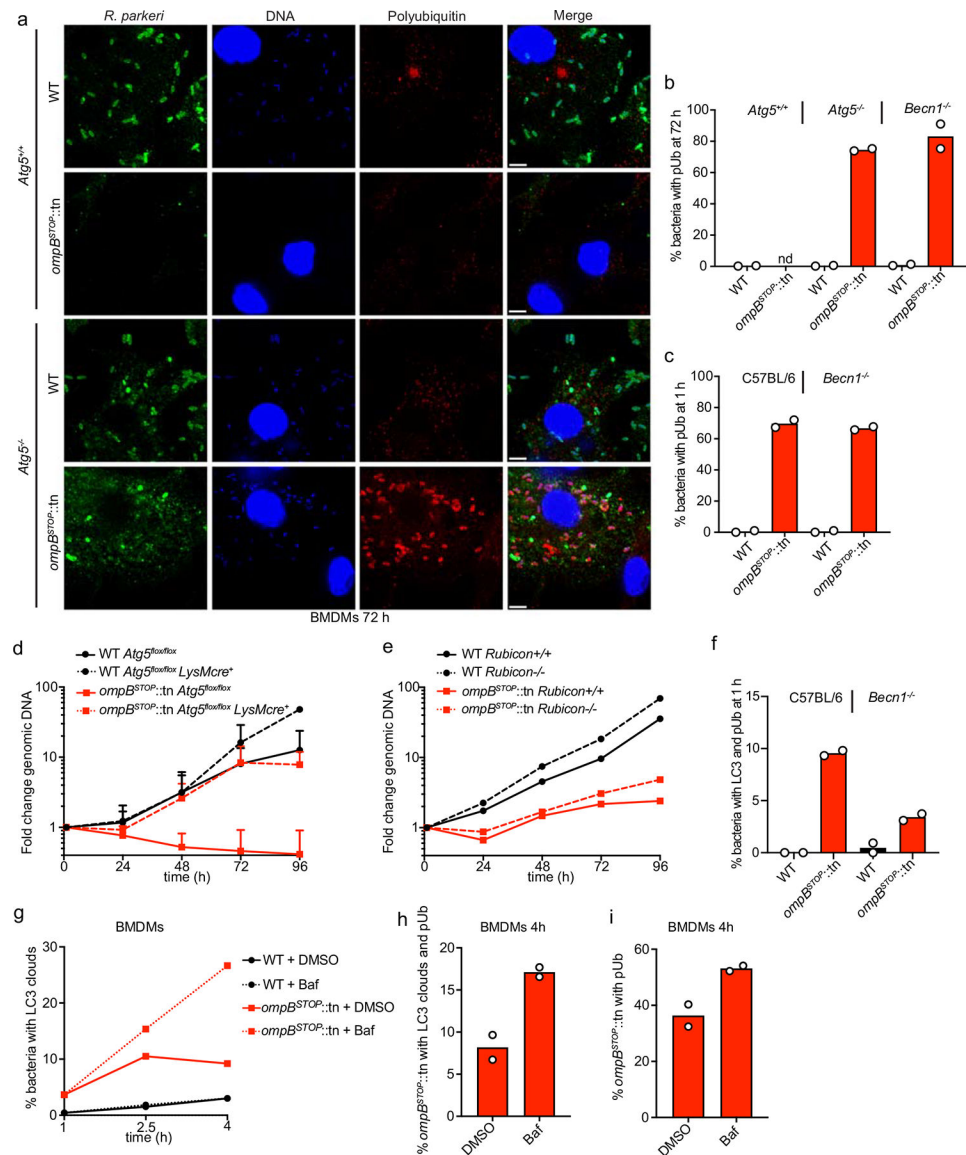 a
R. parkeri
DNA
Polyubiquitin
Merge
Atg5+/+
WT
ompBSTOP::tn
Atg5-/-
WT
ompBSTOP::tn
BMDMs 72 h
b
Atg5+/+ | Atg5-/- | Becn1-/-
% bacteria with pUb at 72 h
100
80
60
40
20
0
nd
WT
ompBSTOP::tn
WT
ompBSTOP::tn
WT
ompBSTOP::tn
c
C57BL/6 | Becn1-/-
% bacteria with pUb at 1 h
100
80
60
40
20
0
WT
ompBSTOP::tn
WT
ompBSTOP::tn
d
WT Atg5flox/flox
WT Atg5flox/flox LysMcre+
ompBSTOP::tn Atg5flox/flox
ompBSTOP::tn Atg5flox/flox LysMcre+
Fold change genomic DNA
100
10
1
0
24
48
72
96
time (h)
e
WT Rubicon+/+
WT Rubicon-/-
ompBSTOP::tn Rubicon+/+
ompBSTOP::tn Rubicon-/-
Fold change genomic DNA
100
10
1
0
24
48
72
96
time (h)
f
C57BL/6 | Becn1-/-
% bacteria with LC3 and pUb at 1 h
15
10
5
0
WT
ompBSTOP::tn
WT
ompBSTOP::tn
g
BMDMs
% bacteria with LC3 clouds
30
20
10
0
1
2.5
4
time (h)
WT + DMSO
WT + Baf
ompBSTOP::tn + DMSO
ompBSTOP::tn + Baf
h
BMDMs 4h
% ompBSTOP::tn with LC3 clouds and pUb
20
15
10
5
0
DMSO
Baf
i
BMDMs 4h
% ompBSTOP::tn with pUb
60
40
20
0
DMSO
Baf